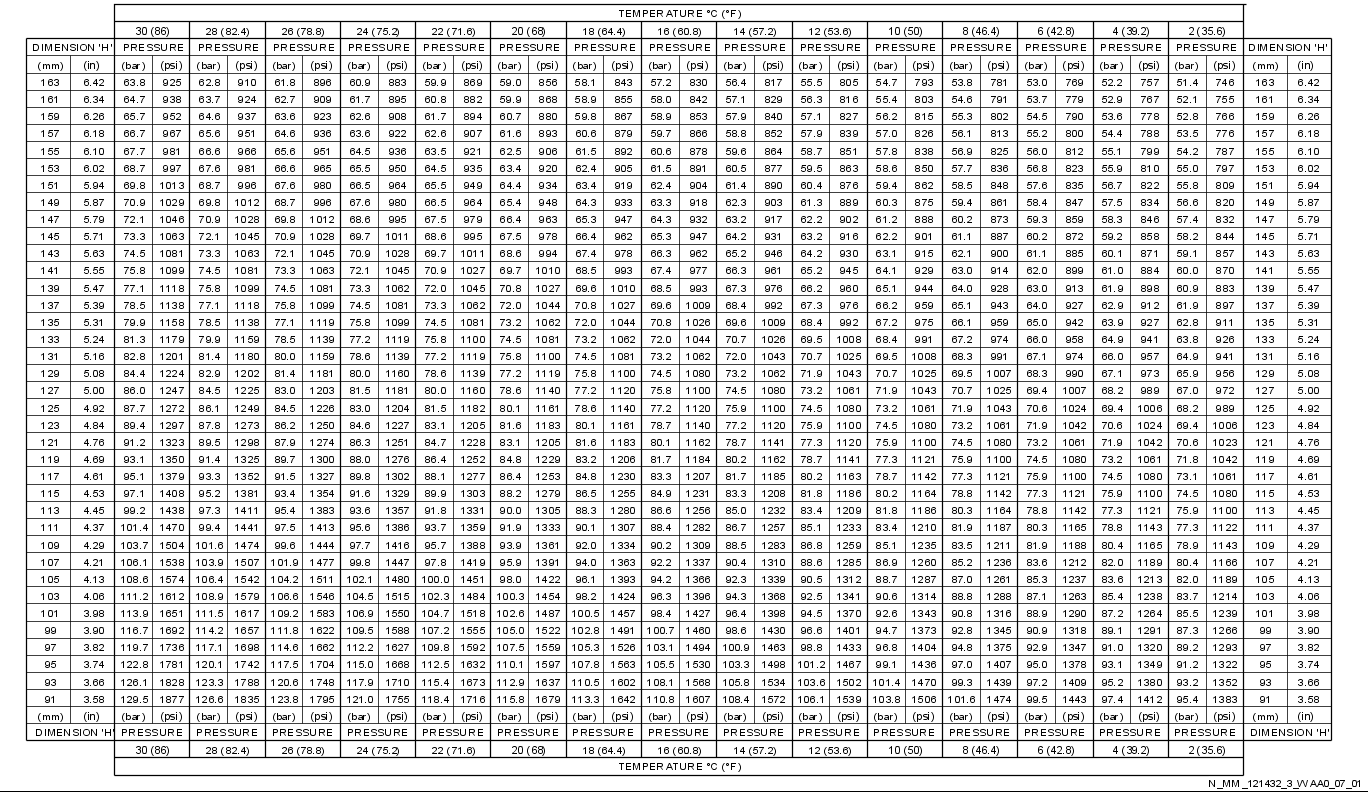 TEMPERATURE °C (°F)
30 (86) 28 (82.4) 26 (78.8) 24 (75.2) 22 (71.6) 20 (68) 18 (64.4) 16 (60.8) 14 (57.2) 12 (53.6) 10 (50) 8 (46.4) 6 (42.8) 4 (39.2) 2 (35.6)
DIMENSION 'H' PRESSURE PRESSURE PRESSURE PRESSURE PRESSURE PRESSURE PRESSURE PRESSURE PRESSURE PRESSURE PRESSURE PRESSURE PRESSURE PRESSURE PRESSURE DIMENSION 'H'
(mm) (in) (bar) (psi) (bar) (psi) (bar) (psi) (bar) (psi) (bar) (psi) (bar) (psi) (bar) (psi) (bar) (psi) (bar) (psi) (bar) (psi) (bar) (psi) (bar) (psi) (bar) (psi) (bar) (psi) (bar) (psi) (mm) (in)
163 6.42 63.8 925 62.8 910 61.8 896 60.9 883 59.9 869 59.0 856 58.1 843 57.2 830 56.4 817 55.5 805 54.7 793 53.8 781 53.0 769 52.2 757 51.4 746 163 6.42
161 6.34 64.7 938 63.7 924 62.7 909 61.7 895 60.8 882 59.9 868 58.9 855 58.0 842 57.1 829 56.3 816 55.4 803 54.6 791 53.7 779 52.9 767 52.1 755 161 6.34
159 6.26 65.7 952 64.6 937 63.6 923 62.6 908 61.7 894 60.7 880 59.8 867 58.9 853 57.9 840 57.1 827 56.2 815 55.3 802 54.5 790 53.6 778 52.8 766 159 6.26
157 6.18 66.7 967 65.6 951 64.6 936 63.6 922 62.6 907 61.6 893 60.6 879 59.7 866 58.8 852 57.9 839 57.0 826 56.1 813 55.2 800 54.4 788 53.5 776 157 6.18
155 6.10 67.7 981 66.6 966 65.6 951 64.5 936 63.5 921 62.5 906 61.5 892 60.6 878 59.6 864 58.7 851 57.8 838 56.9 825 56.0 812 55.1 799 54.2 787 155 6.10
153 6.02 68.7 997 67.6 981 66.6 965 65.5 950 64.5 935 63.4 920 62.4 905 61.5 891 60.5 877 59.5 863 58.6 850 57.7 836 56.8 823 55.9 810 55.0 797 153 6.02
151 5.94 69.8 1013 68.7 996 67.6 980 66.5 964 65.5 949 64.4 934 63.4 919 62.4 904 61.4 890 60.4 876 59.4 862 58.5 848 57.6 835 56.7 822 55.8 809 151 5.94
149 5.87 70.9 1029 69.8 1012 68.7 996 67.6 980 66.5 964 65.4 948 64.3 933 63.3 918 62.3 903 61.3 889 60.3 875 59.4 861 58.4 847 57.5 834 56.6 820 149 5.87
147 5.79 72.1 1046 70.9 1028 69.8 1012 68.6 995 67.5 979 66.4 963 65.3 947 64.3 932 63.2 917 62.2 902 61.2 888 60.2 873 59.3 859 58.3 846 57.4 832 147 5.79
145 5.71 73.3 1063 72.1 1045 70.9 1028 69.7 1011 68.6 995 67.5 978 66.4 962 65.3 947 64.2 931 63.2 916 62.2 901 61.1 887 60.2 872 59.2 858 58.2 844 145 5.71
143 5.63 74.5 1081 73.3 1063 72.1 1045 70.9 1028 69.7 1011 68.6 994 67.4 978 66.3 962 65.2 946 64.2 930 63.1 915 62.1 900 61.1 885 60.1 871 59.1 857 143 5.63
141 5.55 75.8 1099 74.5 1081 73.3 1063 72.1 1045 70.9 1027 69.7 1010 68.5 993 67.4 977 66.3 961 65.2 945 64.1 929 63.0 914 62.0 899 61.0 884 60.0 870 141 5.55
139 5.47 77.1 1118 75.8 1099 74.5 1081 73.3 1062 72.0 1045 70.8 1027 69.6 1010 68.5 993 67.3 976 66.2 960 65.1 944 64.0 928 63.0 913 61.9 898 60.9 883 139 5.47
137 5.39 78.5 1138 77.1 1118 75.8 1099 74.5 1081 73.3 1062 72.0 1044 70.8 1027 69.6 1009 68.4 992 67.3 976 66.2 959 65.1 943 64.0 927 62.9 912 61.9 897 137 5.39
135 5.31 79.9 1158 78.5 1138 77.1 1119 75.8 1099 74.5 1081 73.2 1062 72.0 1044 70.8 1026 69.6 1009 68.4 992 67.2 975 66.1 959 65.0 942 63.9 927 62.8 911 135 5.31
133 5.24 81.3 1179 79.9 1159 78.5 1139 77.2 1119 75.8 1100 74.5 1081 73.2 1062 72.0 1044 70.7 1026 69.5 1008 68.4 991 67.2 974 66.0 958 64.9 941 63.8 926 133 5.24
131 5.16 82.8 1201 81.4 1180 80.0 1159 78.6 1139 77.2 1119 75.8 1100 74.5 1081 73.2 1062 72.0 1043 70.7 1025 69.5 1008 68.3 991 67.1 974 66.0 957 64.9 941 131 5.16
129 5.08 84.4 1224 82.9 1202 81.4 1181 80.0 1160 78.6 1139 77.2 1119 75.8 1100 74.5 1080 73.2 1062 71.9 1043 70.7 1025 69.5 1007 68.3 990 67.1 973 65.9 956 129 5.08
127 5.00 86.0 1247 84.5 1225 83.0 1203 81.5 1181 80.0 1160 78.6 1140 77.2 1120 75.8 1100 74.5 1080 73.2 1061 71.9 1043 70.7 1025 69.4 1007 68.2 989 67.0 972 127 5.00
125 4.92 87.7 1272 86.1 1249 84.5 1226 83.0 1204 81.5 1182 80.1 1161 78.6 1140 77.2 1120 75.9 1100 74.5 1080 73.2 1061 71.9 1043 70.6 1024 69.4 1006 68.2 989 125 4.92
123 4.84 89.4 1297 87.8 1273 86.2 1250 84.6 1227 83.1 1205 81.6 1183 80.1 1161 78.7 1140 77.2 1120 75.9 1100 74.5 1080 73.2 1061 71.9 1042 70.6 1024 69.4 1006 123 4.84
121 4.76 91.2 1323 89.5 1298 87.9 1274 86.3 1251 84.7 1228 83.1 1205 81.6 1183 80.1 1162 78.7 1141 77.3 1120 75.9 1100 74.5 1080 73.2 1061 71.9 1042 70.6 1023 121 4.76
119 4.69 93.1 1350 91.4 1325 89.7 1300 88.0 1276 86.4 1252 84.8 1229 83.2 1206 81.7 1184 80.2 1162 78.7 1141 77.3 1120 75.9 1100 74.5 1080 73.2 1061 71.8 1042 119 4.69
117 4.61 95.1 1379 93.3 1352 91.5 1327 89.8 1302 88.1 1277 86.4 1253 84.8 1230 83.3 1207 81.7 1185 80.2 1163 78.7 1142 77.3 1121 75.9 1100 74.5 1080 73.1 1061 117 4.61
115 4.53 97.1 1408 95.2 1381 93.4 1354 91.6 1329 89.9 1303 88.2 1279 86.5 1255 84.9 1231 83.3 1208 81.8 1186 80.2 1164 78.8 1142 77.3 1121 75.9 1100 74.5 1080 115 4.53
113 4.45 99.2 1438 97.3 1411 95.4 1383 93.6 1357 91.8 1331 90.0 1305 88.3 1280 86.6 1256 85.0 1232 83.4 1209 81.8 1186 80.3 1164 78.8 1142 77.3 1121 75.9 1100 113 4.45
111 4.37 101.4 1470 99.4 1441 97.5 1413 95.6 1386 93.7 1359 91.9 1333 90.1 1307 88.4 1282 86.7 1257 85.1 1233 83.4 1210 81.9 1187 80.3 1165 78.8 1143 77.3 1122 111 4.37
109 4.29 103.7 1504 101.6 1474 99.6 1444 97.7 1416 95.7 1388 93.9 1361 92.0 1334 90.2 1309 88.5 1283 86.8 1259 85.1 1235 83.5 1211 81.9 1188 80.4 1165 78.9 1143 109 4.29
107 4.21 106.1 1538 103.9 1507 101.9 1477 99.8 1447 97.8 1419 95.9 1391 94.0 1363 92.2 1337 90.4 1310 88.6 1285 86.9 1260 85.2 1236 83.6 1212 82.0 1189 80.4 1166 107 4.21
105 4.13 108.6 1574 106.4 1542 104.2 1511 102.1 1480 100.0 1451 98.0 1422 96.1 1393 94.2 1366 92.3 1339 90.5 1312 88.7 1287 87.0 1261 85.3 1237 83.6 1213 82.0 1189 105 4.13
103 4.06 111.2 1612 108.9 1579 106.6 1546 104.5 1515 102.3 1484 100.3 1454 98.2 1424 96.3 1396 94.3 1368 92.5 1341 90.6 1314 88.8 1288 87.1 1263 85.4 1238 83.7 1214 103 4.06
101 3.98 113.9 1651 111.5 1617 109.2 1583 106.9 1550 104.7 1518 102.6 1487 100.5 1457 98.4 1427 96.4 1398 94.5 1370 92.6 1343 90.8 1316 88.9 1290 87.2 1264 85.5 1239 101 3.98
99 3.90 116.7 1692 114.2 1657 111.8 1622 109.5 1588 107.2 1555 105.0 1522 102.8 1491 100.7 1460 98.6 1430 96.6 1401 94.7 1373 92.8 1345 90.9 1318 89.1 1291 87.3 1266 99 3.90
97 3.82 119.7 1736 117.1 1698 114.6 1662 112.2 1627 109.8 1592 107.5 1559 105.3 1526 103.1 1494 100.9 1463 98.8 1433 96.8 1404 94.8 1375 92.9 1347 91.0 1320 89.2 1293 97 3.82
95 3.74 122.8 1781 120.1 1742 117.5 1704 115.0 1668 112.5 1632 110.1 1597 107.8 1563 105.5 1530 103.3 1498 101.2 1467 99.1 1436 97.0 1407 95.0 1378 93.1 1349 91.2 1322 95 3.74
93 3.66 126.1 1828 123.3 1788 120.6 1748 117.9 1710 115.4 1673 112.9 1637 110.5 1602 108.1 1568 105.8 1534 103.6 1502 101.4 1470 99.3 1439 97.2 1409 95.2 1380 93.2 1352 93 3.66
91 3.58 129.5 1877 126.6 1835 123.8 1795 121.0 1755 118.4 1716 115.8 1679 113.3 1642 110.8 1607 108.4 1572 106.1 1539 103.8 1506 101.6 1474 99.5 1443 97.4 1412 95.4 1383 91 3.58
(mm) (in) (bar) (psi) (bar) (psi) (bar) (psi) (bar) (psi) (bar) (psi) (bar) (psi) (bar) (psi) (bar) (psi) (bar) (psi) (bar) (psi) (bar) (psi) (bar) (psi) (bar) (psi) (bar) (psi) (bar) (psi) (mm) (in)
DIMENSION 'H' PRESSURE PRESSURE PRESSURE PRESSURE PRESSURE PRESSURE PRESSURE PRESSURE PRESSURE PRESSURE PRESSURE PRESSURE PRESSURE PRESSURE PRESSURE DIMENSION 'H'
30 (86) 28 (82.4) 26 (78.8) 24 (75.2) 22 (71.6) 20 (68) 18 (64.4) 16 (60.8) 14 (57.2) 12 (53.6) 10 (50) 8 (46.4) 6 (42.8) 4 (39.2) 2 (35.6)
TEMPERATURE °C (°F)
N_MM_121432_3_WAA0_07_01